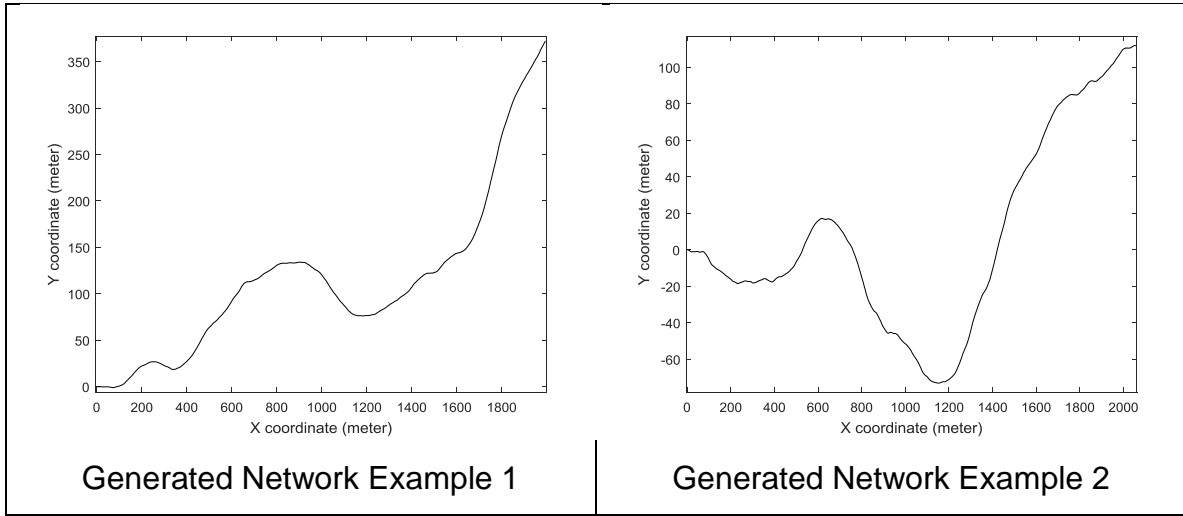 350
300
250
200
150
100
50
0
Y coordinate (meter)
0 200 400 600 800 1000 1200 1400 1600 1800
X coordinate (meter)
Generated Network Example 1
100
80
60
40
20
0
-20
-40
-60
Y coordinate (meter)
0 200 400 600 800 1000 1200 1400 1600 1800 2000
X coordinate (meter)
Generated Network Example 2